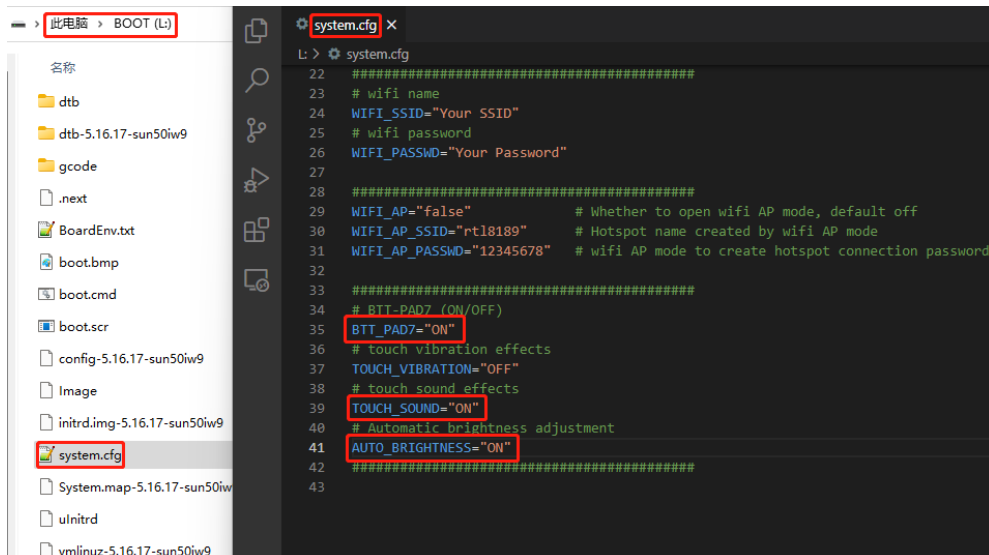 此电脑 > BOOT (L:)
名称
dtb
dtb-5.16.17-sun50iw9
gcode
.next
BoardEnv.txt
boot.bmp
boot.cmd
boot.scr
config-5.16.17-sun50iw9
Image
initrd.img-5.16.17-sun50iw9
system.cfg
System.map-5.16.17-sun50iw
uInitrd
vmlinuz-5.16.17-sun50iw9
system.cfg ×
L: > system.cfg
22 ###########################################
23 # wifi name
24 WIFI_SSID="Your SSID"
25 # wifi password
26 WIFI_PASSWD="Your Password"
27
28 ###########################################
29 WIFI_AP="false" # Whether to open wifi AP mode, default off
30 WIFI_AP_SSID="rtl8189" # Hotspot name created by wifi AP mode
31 WIFI_AP_PASSWD="12345678" # wifi AP mode to create hotspot connection password
32
33 ###########################################
34 # BTT-PAD7 (ON/OFF)
35 BTT_PAD7="ON"
36 # touch vibration effects
37 TOUCH_VIBRATION="OFF"
38 # touch sound effects
39 TOUCH_SOUND="ON"
40 # Automatic brightness adjustment
41 AUTO_BRIGHTNESS="ON"
42 ###########################################
43